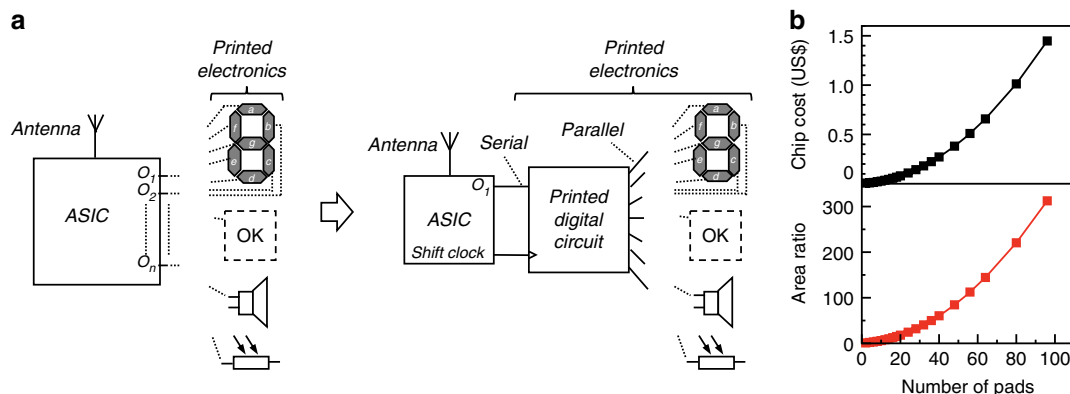 a
Printed
electronics
Antenna
ASIC
O1
O2
On
a
f
b
g
e
c
d
OK
Printed
electronics
Antenna
Serial
Parallel
O1
ASIC
Shift clock
Printed
digital
circuit
a
f
b
g
e
c
d
OK
b
Chip cost (US$)
1.5
1.0
0.5
0
Area ratio
300
200
100
0
0 20 40 60 80 100
Number of pads